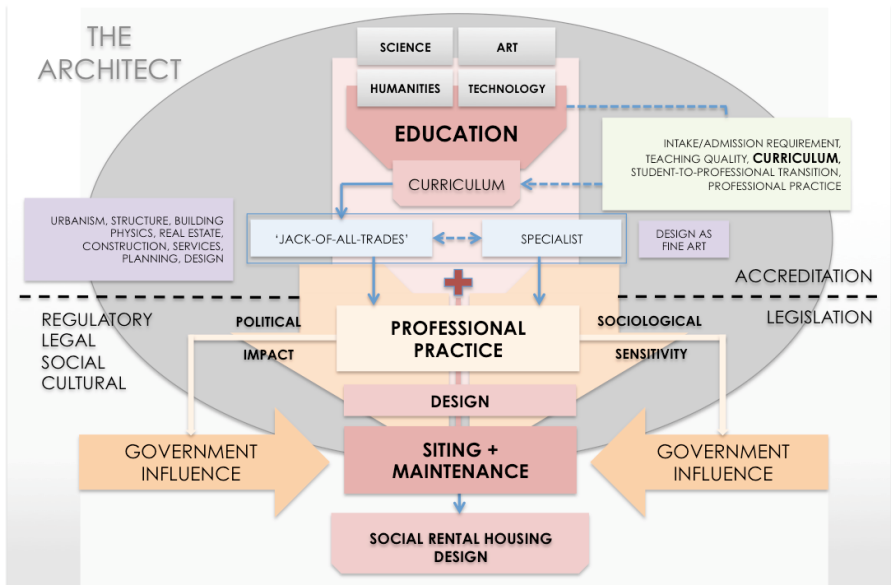 THE
ARCHITECT
SCIENCE
ART
HUMANITIES
TECHNOLOGY
EDUCATION
CURRICULUM
INTAKE/ADMISSION REQUIREMENT,
TEACHING QUALITY, CURRICULUM,
STUDENT-TO-PROFESSIONAL TRANSITION,
PROFESSIONAL PRACTICE
URBANISM, STRUCTURE, BUILDING
PHYSICS, REAL ESTATE,
CONSTRUCTION, SERVICES,
PLANNING, DESIGN
'JACK-OF-ALL-TRADES'
SPECIALIST
DESIGN AS
FINE ART
ACCREDITATION
REGULATORY
LEGAL
SOCIAL
CULTURAL
POLITICAL
IMPACT
PROFESSIONAL
PRACTICE
SOCIOLOGICAL
SENSITIVITY
LEGISLATION
DESIGN
GOVERNMENT
INFLUENCE
SITING +
MAINTENANCE
GOVERNMENT
INFLUENCE
SOCIAL RENTAL HOUSING
DESIGN